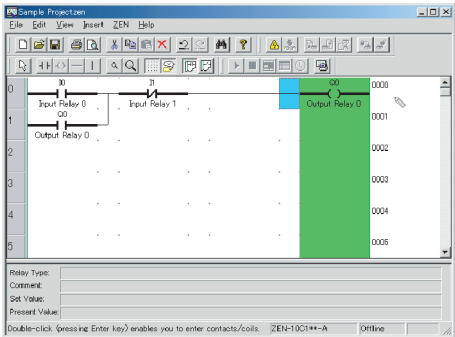 Sample Project.zen
File Edit View Insert ZEN Help
0 I0 I1 Q0 0000
Input Relay 0 Input Relay 1 Output Relay 0
1 Q0 0001
Output Relay 0
2 0002
3 0003
4 0004
5 0005
Relay Type:
Comment:
Set Value:
Present Value:
Double-click (pressing Enter key) enables you to enter contacts/coils. ZEN-10C1**-A Offline